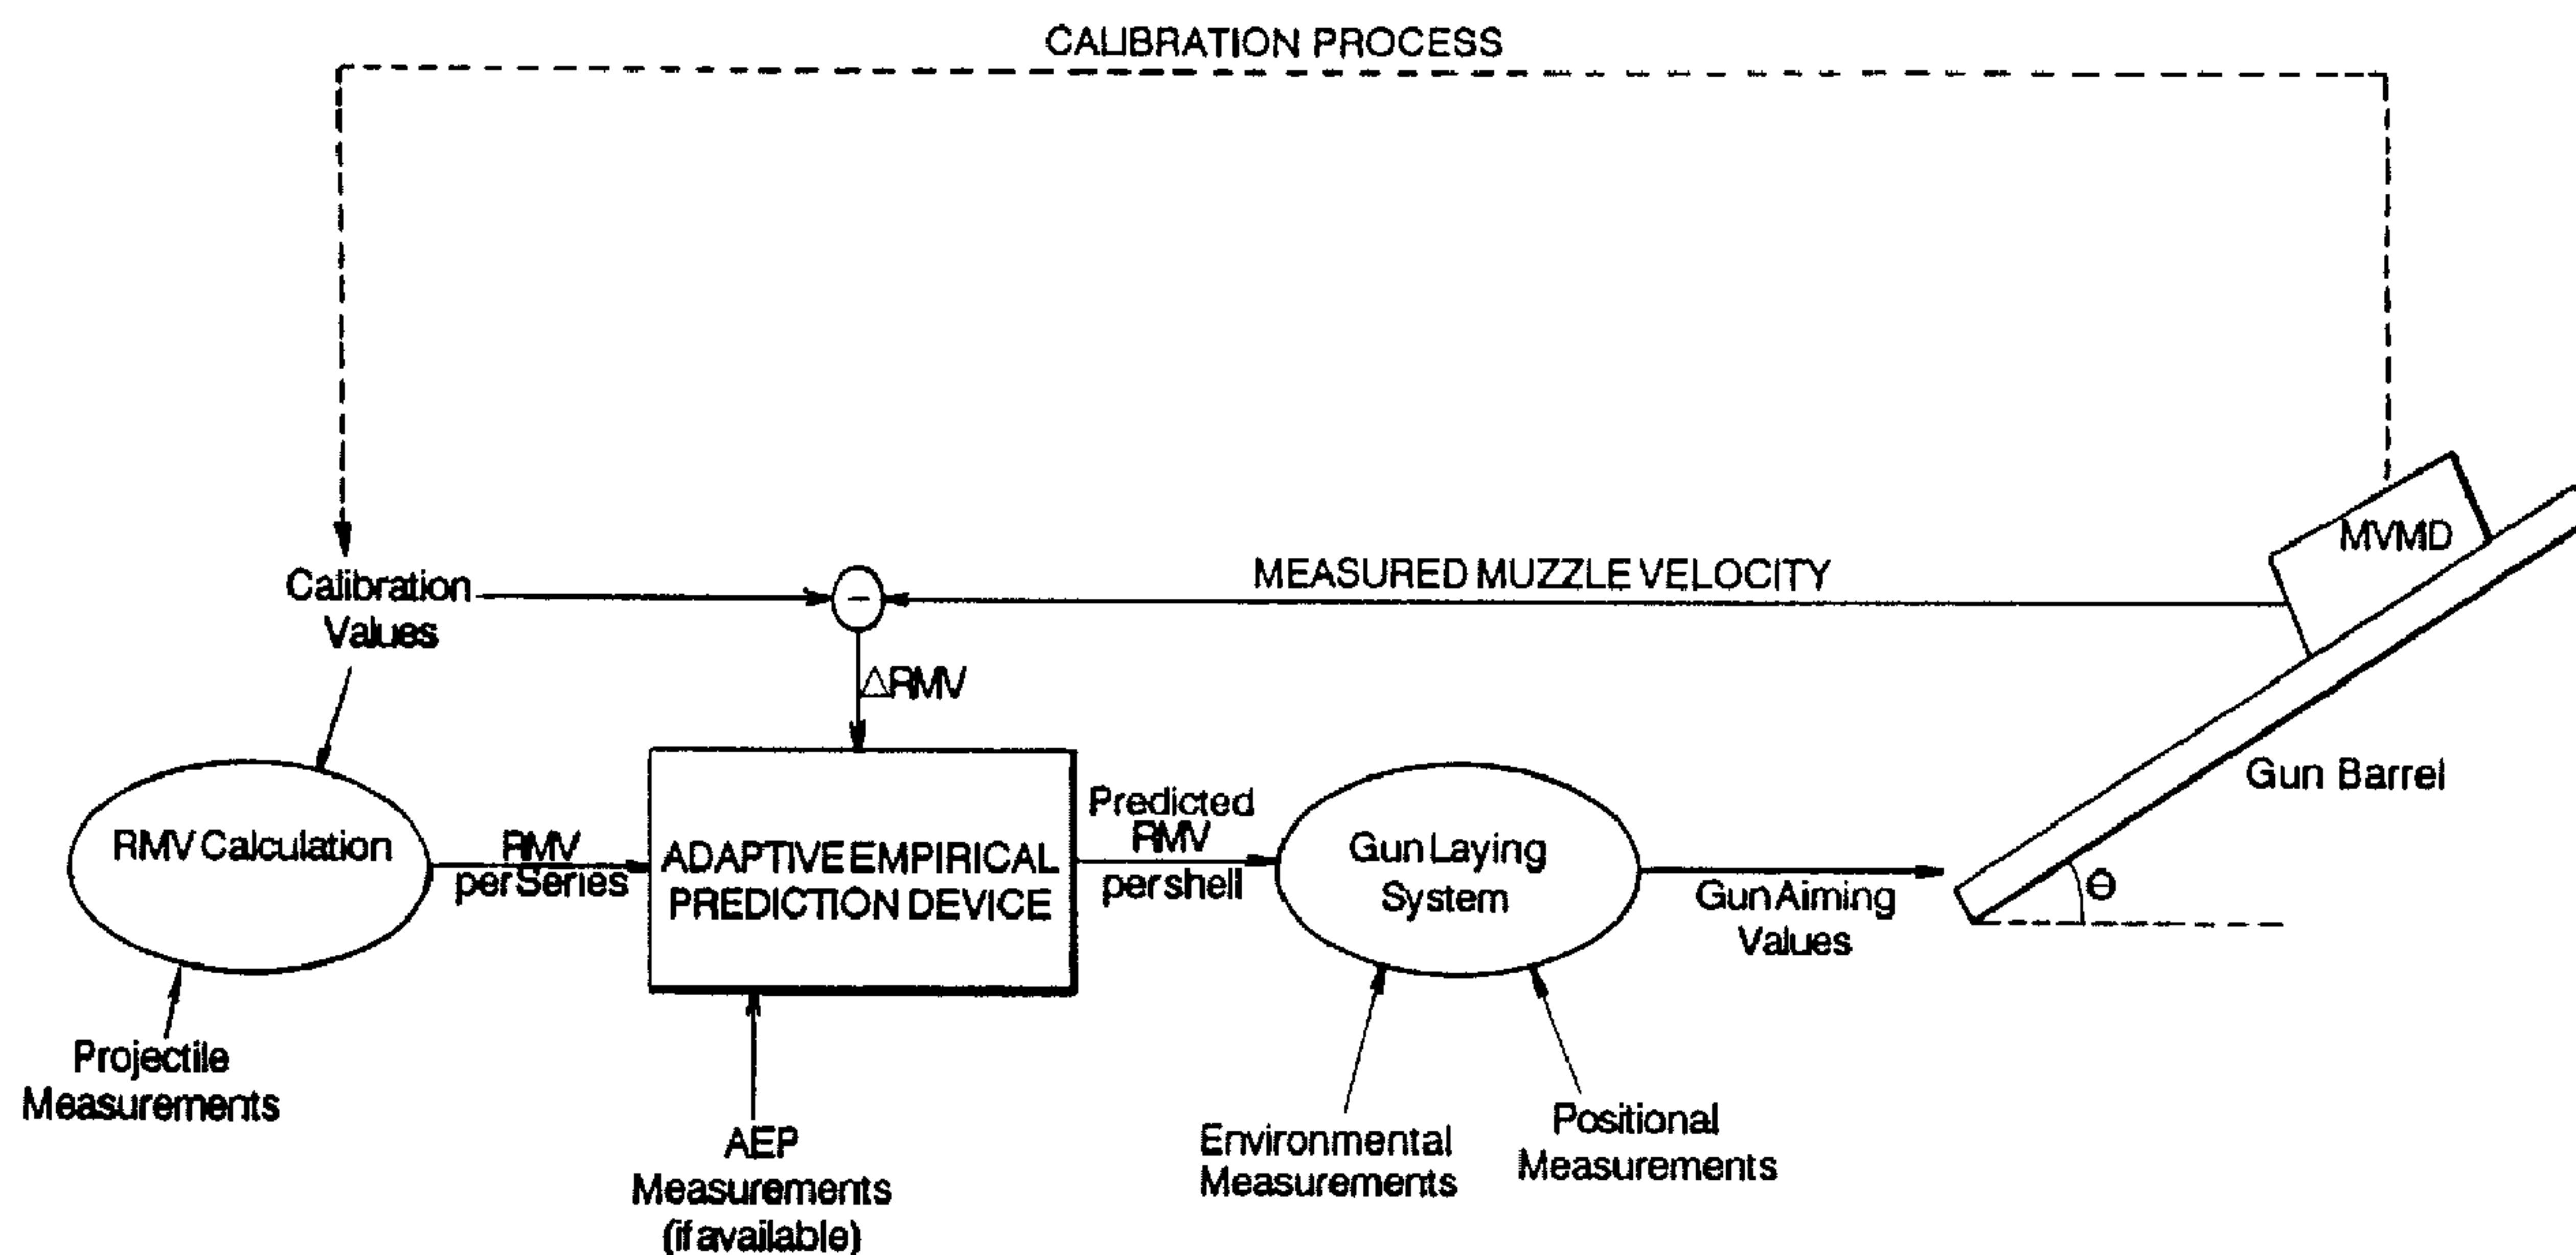 CALIBRATION PROCESS
MVMD
Calibration
Values
−
MEASURED MUZZLE VELOCITY
△RMV
Gun Barrel
RMV Calculation
RMV
per Series
ADAPTIVE EMPIRICAL
PREDICTION DEVICE
Predicted
RMV
per shell
Gun Laying
System
Gun Aiming
Values
Θ
Projectile
Measurements
AEP
Measurements
(if available)
Environmental
Measurements
Positional
Measurements